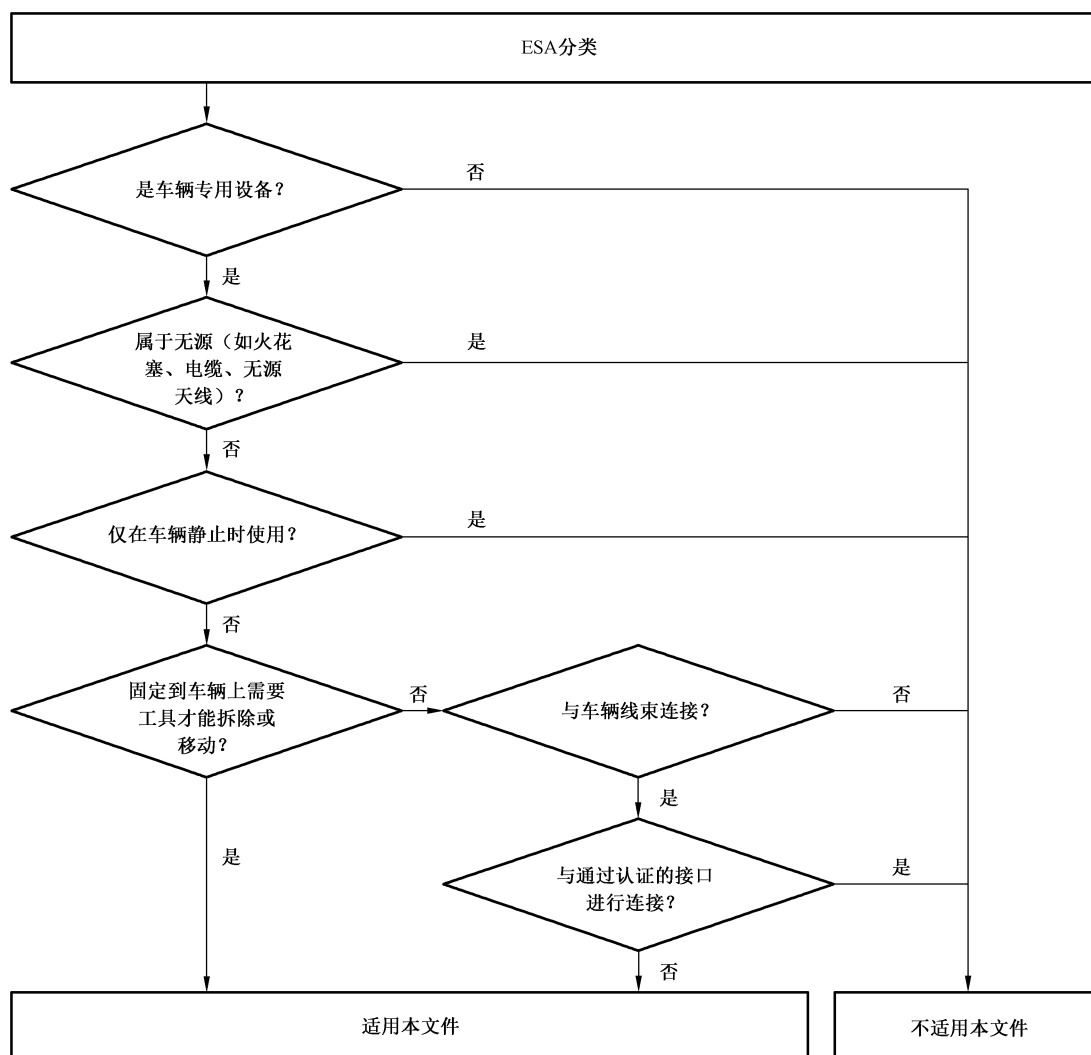 ESA分类
是车辆专用设备？
否
是
属于无源（如火花
塞、电缆、无源
天线）？
是
否
仅在车辆静止时使用？
是
否
固定到车辆上需要
工具才能拆除或
移动？
否
与车辆线束连接？
否
是
是
与通过认证的接口
进行连接？
是
否
适用本文件
不适用本文件